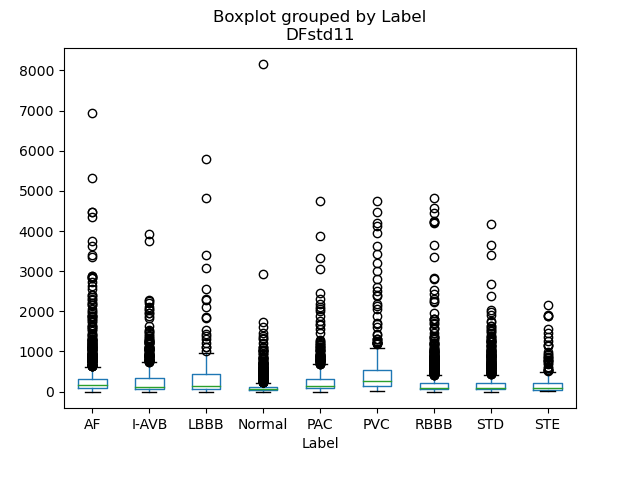 Boxplot grouped by Label
DFstd11
8000
7000
6000
5000
4000
3000
2000
1000
0
AF I-AVB LBBB Normal PAC PVC RBBB STD STE
Label